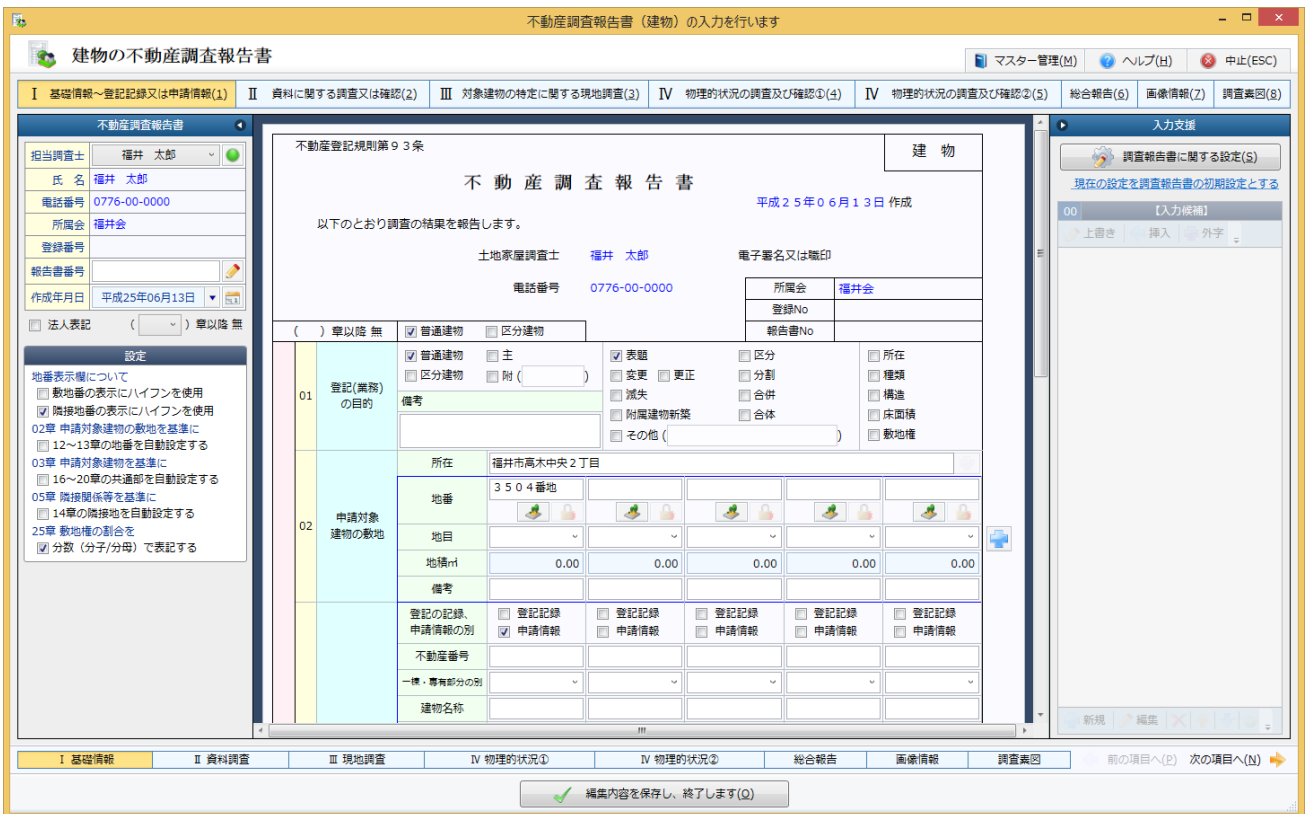 不動産調査報告書（建物）の入力を行います
建物の不動産調査報告書
マスター管理(M) ヘルプ(H) 中止(ESC)
Ⅰ 基礎情報～登記記録又は申請情報(1) Ⅱ 資料に関する調査又は確認(2) Ⅲ 対象建物の特定に関する現地調査(3) Ⅳ 物理的状況の調査及び確認①(4) Ⅳ 物理的状況の調査及び確認②(5) 総合報告(6) 画像情報(7) 調査素図(8)
不動産調査報告書
担当調査士 福井 太郎
氏 名 福井 太郎
電話番号 0776-00-0000
所属会 福井会
登録番号
報告書番号
作成年月日 平成25年06月13日
法人表記 ( ) 章以降 無
設定
地番表示欄について
敷地番の表示にハイフンを使用
隣接地番の表示にハイフンを使用
02章 申請対象建物の敷地を基準に
12～13章の地番を自動設定する
03章 申請対象建物を基準に
16～20章の共通部を自動設定する
05章 隣接関係等を基準に
14章の隣接地を自動設定する
25章 敷地権の割合を
分数（分子/分母）で表記する
不動産登記規則第９３条
建 物
不 動 産 調 査 報 告 書
平成２５年０６月１３日 作成
以下のとおり調査の結果を報告します。
土地家屋調査士 福井 太郎 電子署名又は職印
電話番号 0776-00-0000 所属会 福井会
登録No
( ) 章以降 無 普通建物 区分建物 報告書No
01 登記(業務)の目的
普通建物 主 表題 区分 所在
区分建物 附 ( ) 変更 更正 分割 種類
備考 滅失 合併 構造
附属建物新築 合体 床面積
その他 ( ) 敷地権
02 申請対象建物の敷地
所在 福井市高木中央２丁目
地番 ３５０４番地
地目
地積㎡ 0.00 0.00 0.00 0.00 0.00
備考
登記の記録、 登記記録 登記記録 登記記録 登記記録 登記記録
申請情報の別 申請情報 申請情報 申請情報 申請情報 申請情報
不動産番号
一棟・専有部分の別
建物名称
入力支援
調査報告書に関する設定(S)
現在の設定を調査報告書の初期設定とする
00 【入力候補】
上書き 挿入 外字
新規 編集
Ⅰ 基礎情報 Ⅱ 資料調査 Ⅲ 現地調査 Ⅳ 物理的状況① Ⅳ 物理的状況② 総合報告 画像情報 調査素図 前の項目へ(P) 次の項目へ(N)
編集内容を保存し、終了します(O)